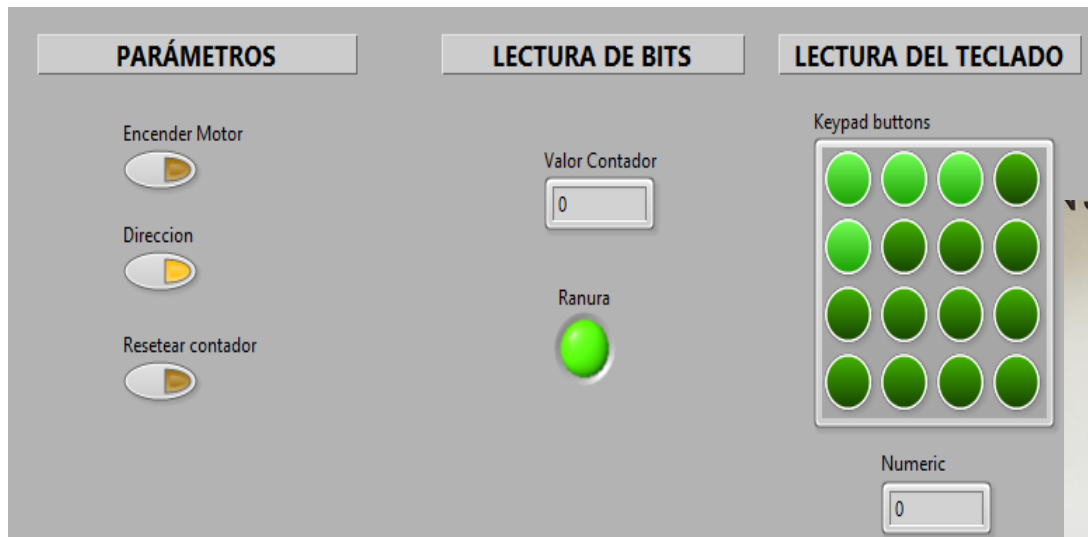 PARÁMETROS
Encender Motor
Direccion
Resetear contador
LECTURA DE BITS
Valor Contador
0
Ranura
LECTURA DEL TECLADO
Keypad buttons
Numeric
0